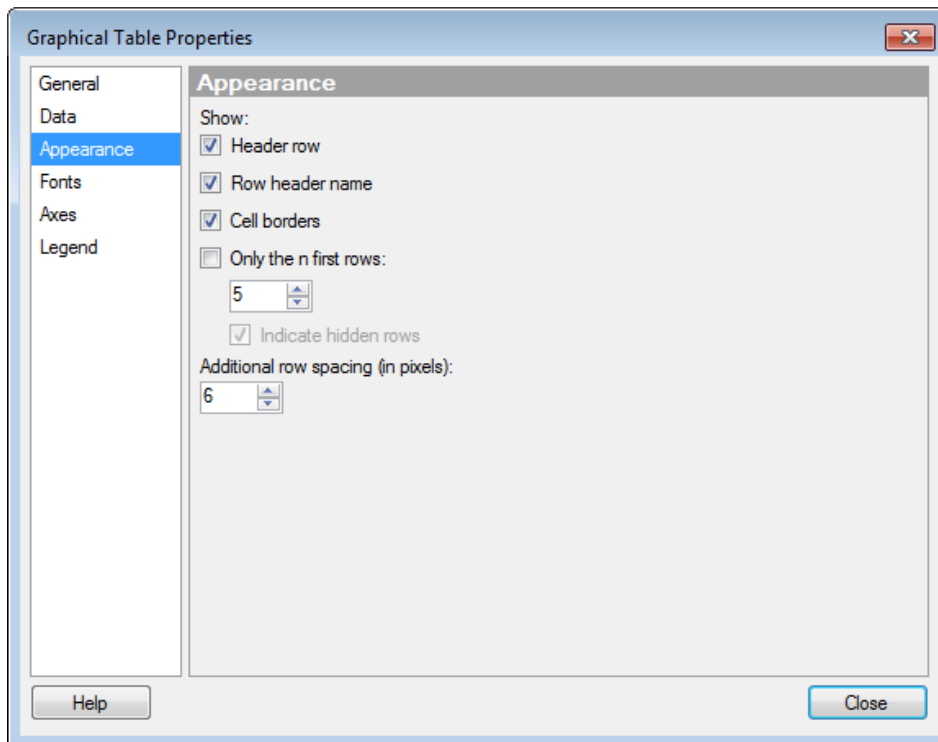 Graphical Table Properties
General
Data
Appearance
Fonts
Axes
Legend
Appearance
Show:
Header row
Row header name
Cell borders
Only the n first rows:
5
Indicate hidden rows
Additional row spacing (in pixels):
6
Help
Close